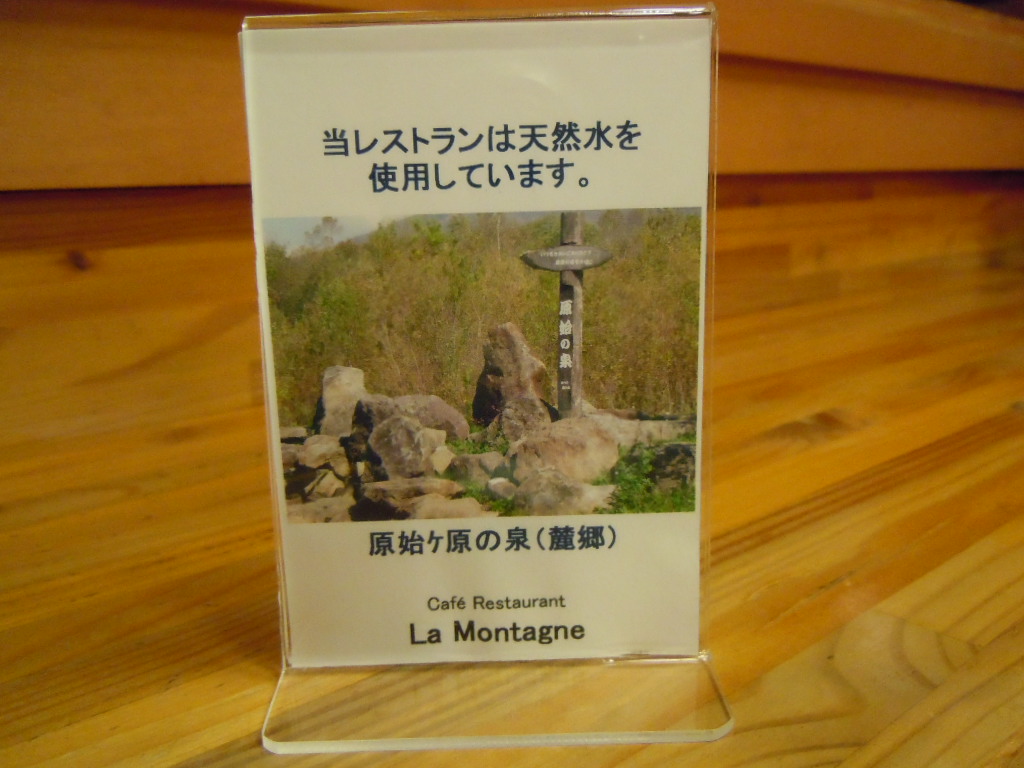 当レストランは天然水を
使用しています。
原始の泉
原始ヶ原の泉(麓郷)
Café Restaurant
La Montagne